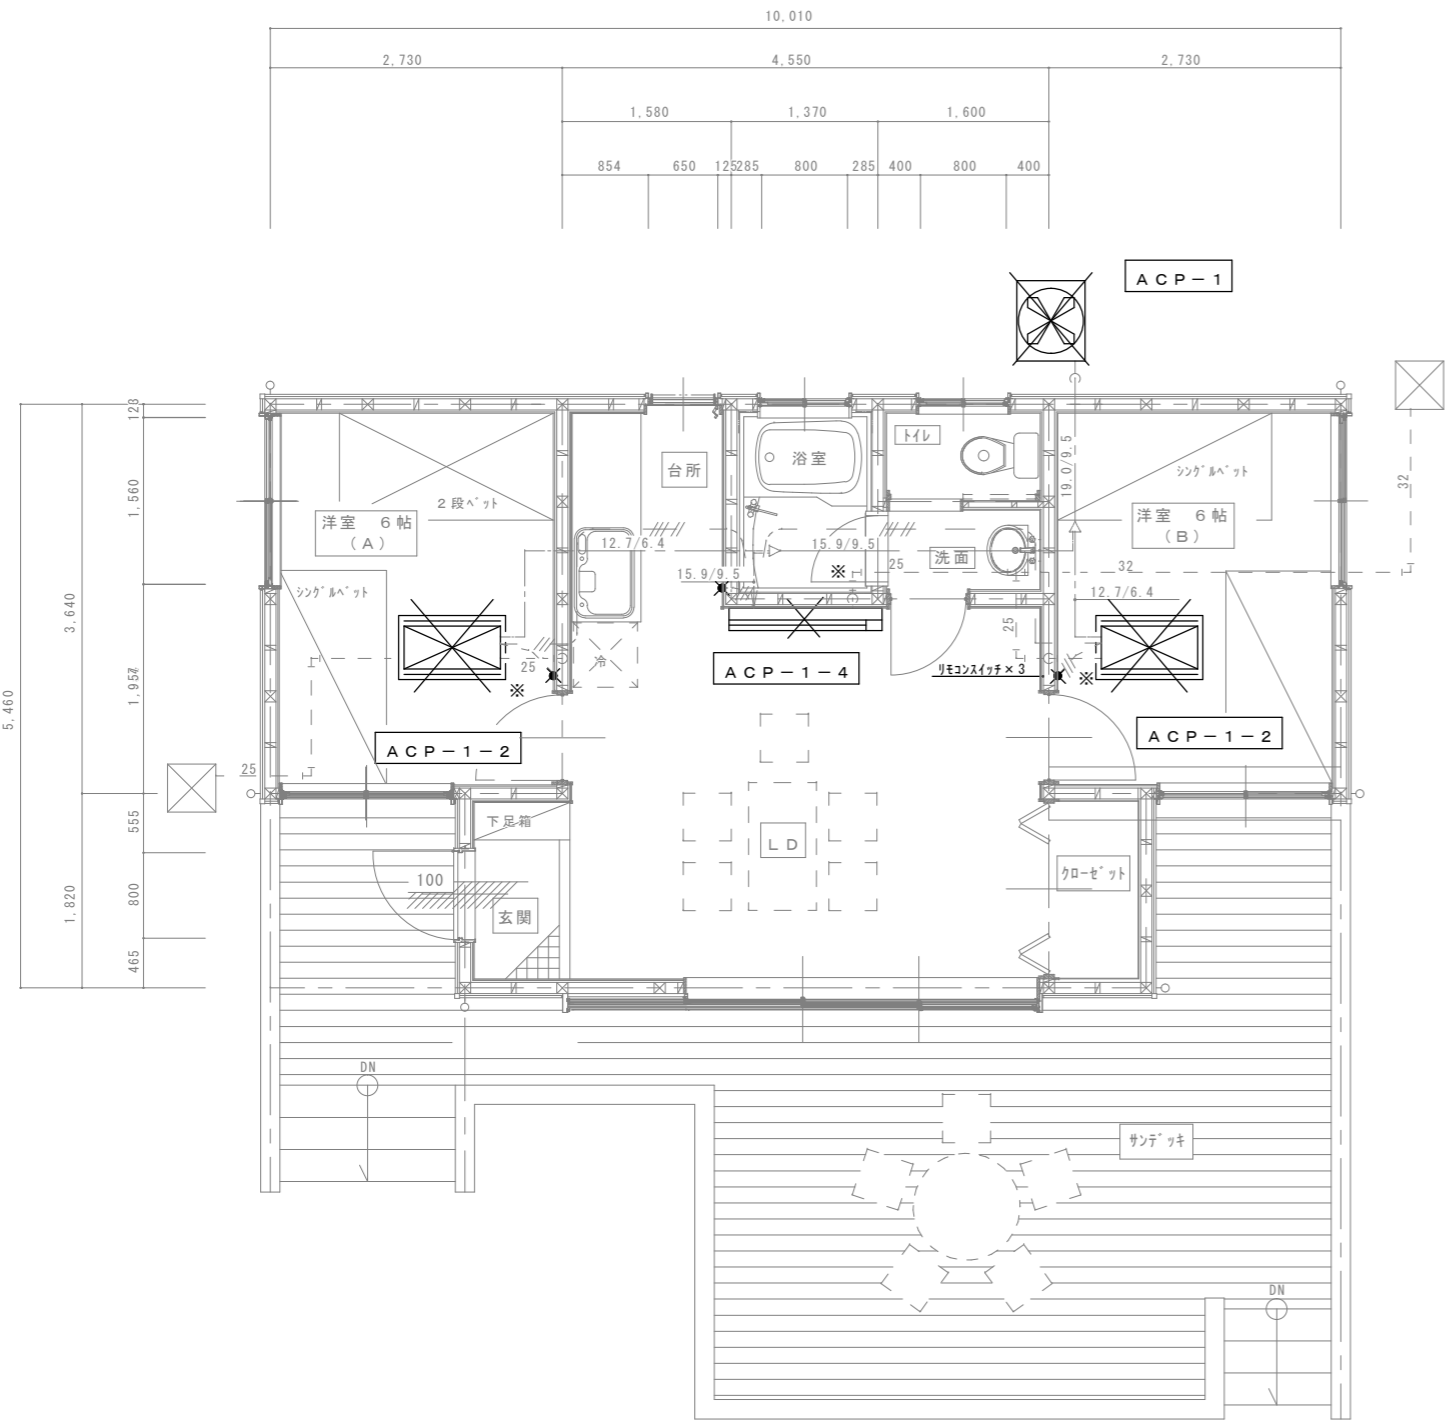 10,010
2,730
4,550
2,730
1,580
1,370
1,600
854
650
125
285
800
285
400
800
400
ACP-1
123
1,560
3,640
5,460
555
1,820
800
465
トイレ
浴室
台所
19.0/9.5
シングルベット
32
2段ベット
洋室 6帖
(A)
洋室 6帖
(B)
12.7/6.4
15.9/9.5
洗面
25
32
15.9/9.5
※
シングルベット
12.7/6.4
25
冷
25
※
ACP-1-4
リモコンスイッチ×3
※
ACP-1-2
ACP-1-2
25
下足箱
LD
100
玄関
クローゼット
DN
サンデッキ
DN